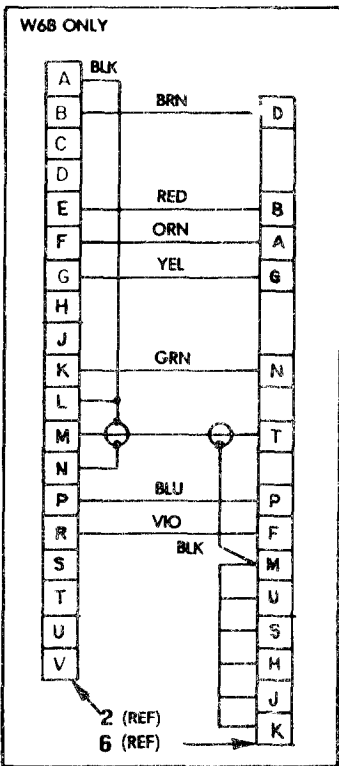 W6B ONLY
A BLK
B BRN D
C
D
E RED B
F ORN A
G YEL G
H
J
K GRN N
L
M T
N
P BLU P
R VIO F
S BLK M
T U
U S
V H
J
K
2 (REF)
6 (REF)